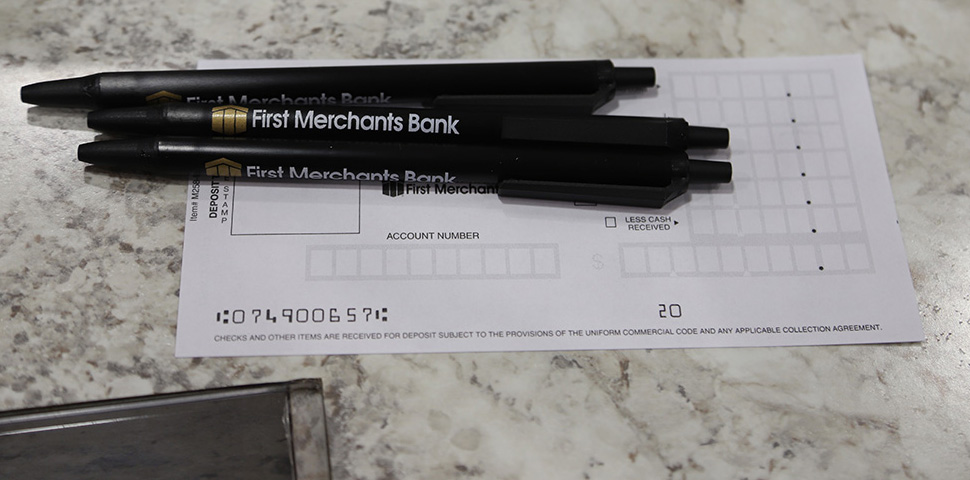 First Merchants Bank
First Merchants Bank
First Merchants Bank
First Merchant
DEPOSIT
STAMP
LESS CASH
RECEIVED
ACCOUNT NUMBER
$
⑆074900657⑆ 20
CHECKS AND OTHER ITEMS ARE RECEIVED FOR DEPOSIT SUBJECT TO THE PROVISIONS OF THE UNIFORM COMMERCIAL CODE AND ANY APPLICABLE COLLECTION AGREEMENT.